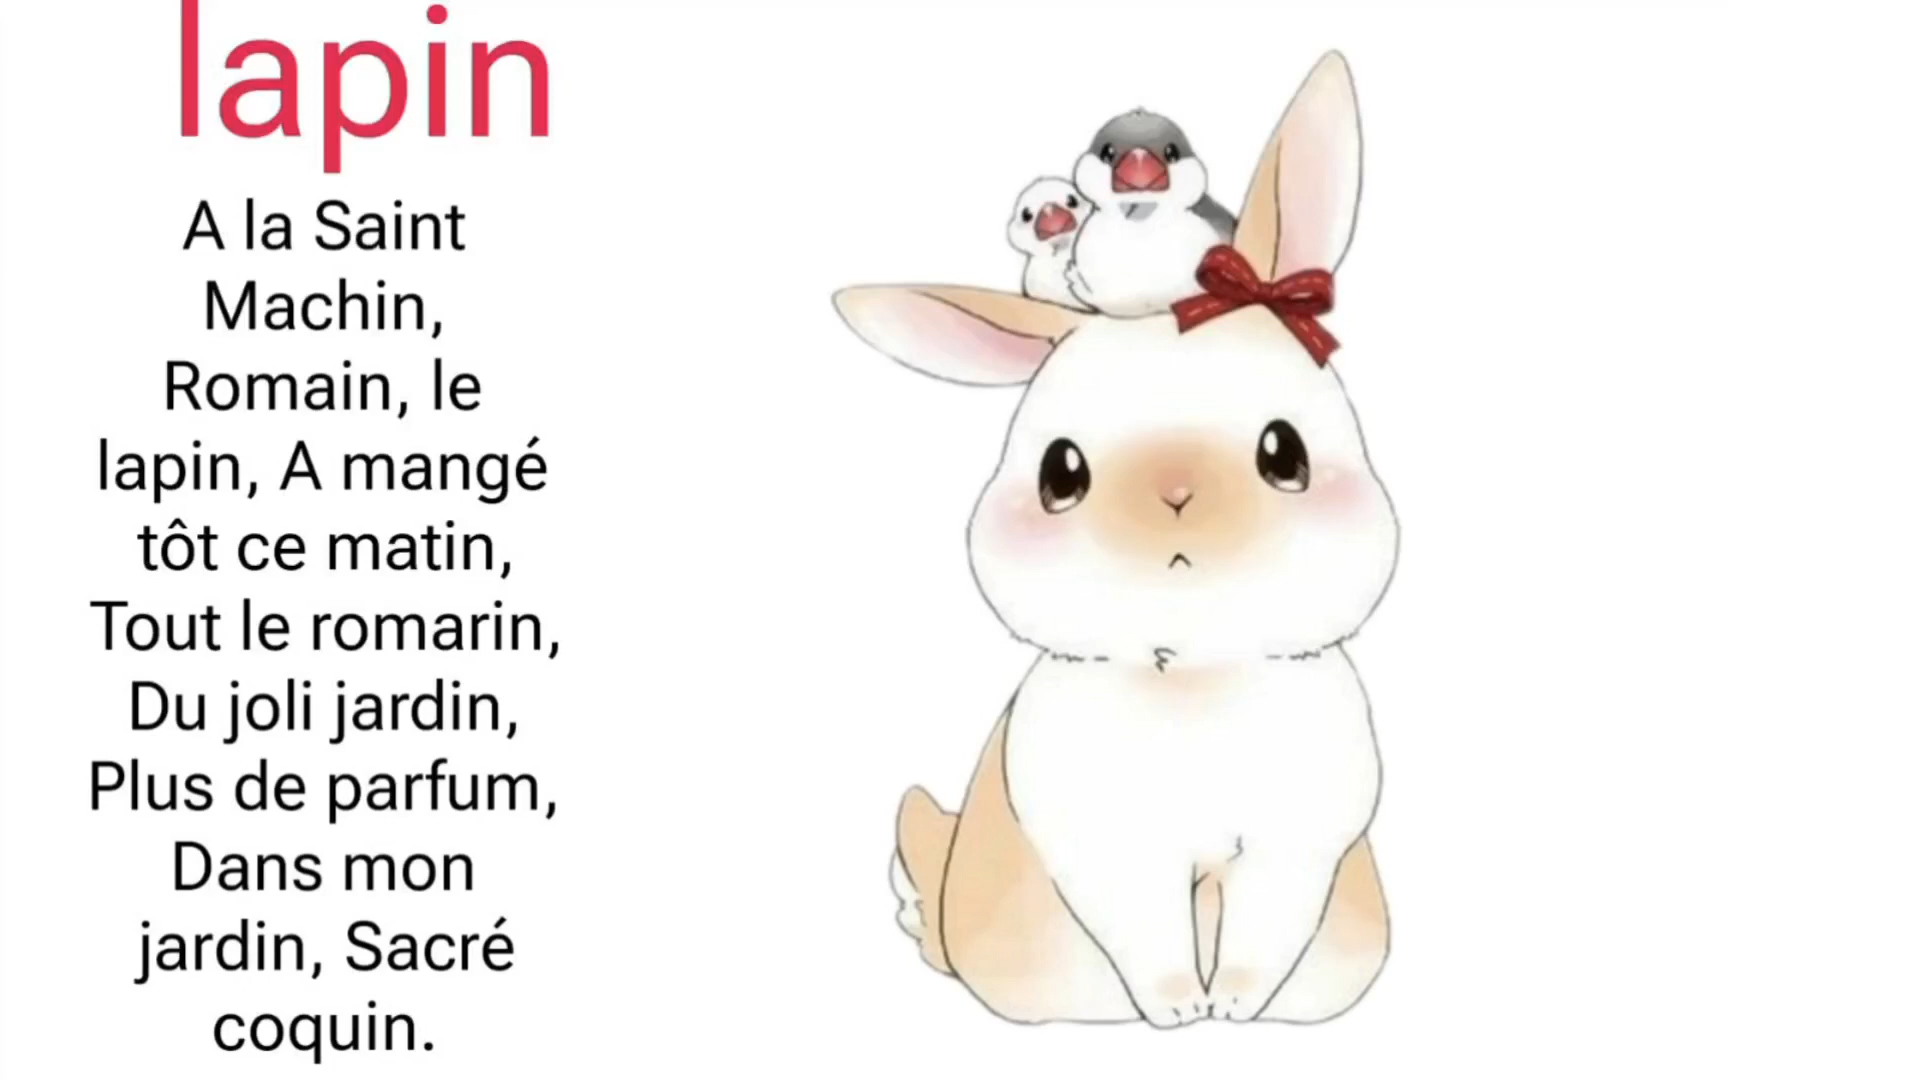 lapin
A la Saint
Machin,
Romain, le
lapin, A mangé
tôt ce matin,
Tout le romarin,
Du joli jardin,
Plus de parfum,
Dans mon
jardin, Sacré
coquin.